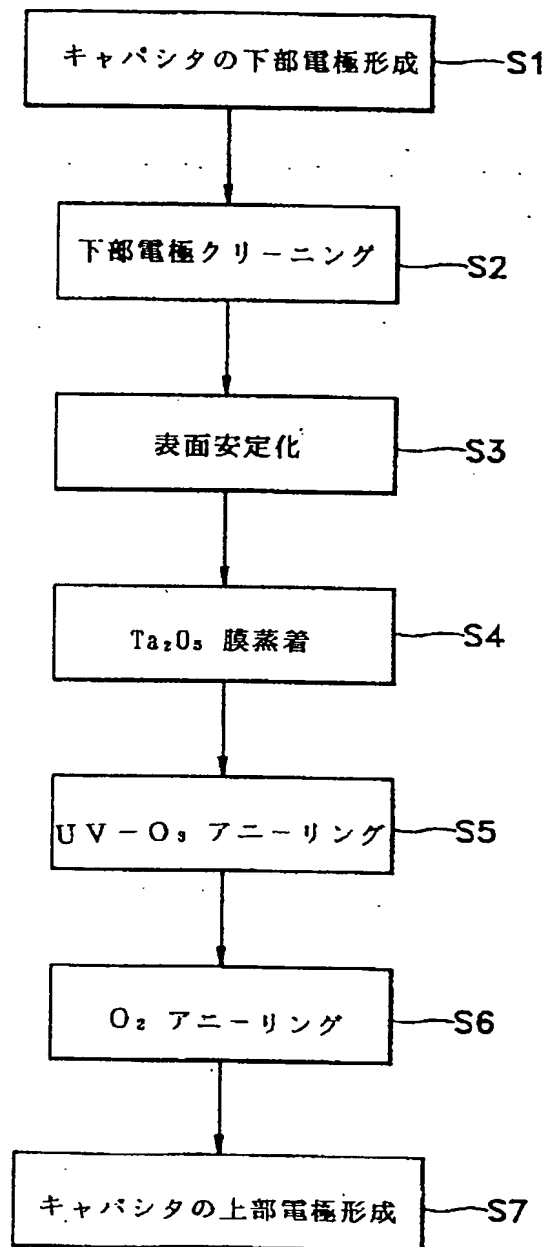 キャパシタの下部電極形成 S1
下部電極クリーニング S2
表面安定化 S3
Ta₂O₅ 膜蒸着 S4
UV-O₃ アニーリング S5
O₂ アニーリング S6
キャパシタの上部電極形成 S7